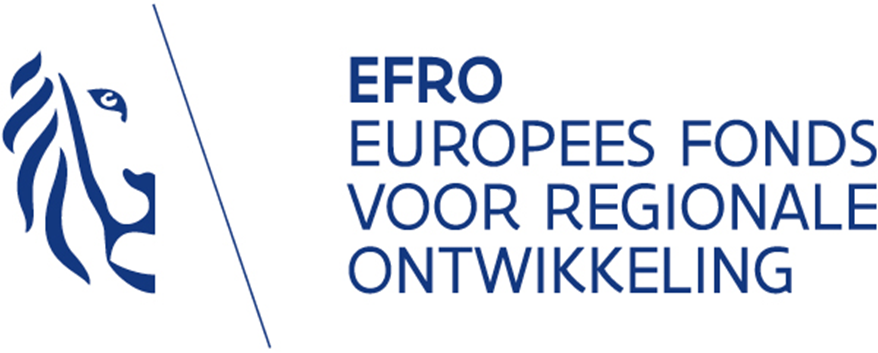 EFRO
EUROPEES FONDS
VOOR REGIONALE
ONTWIKKELING